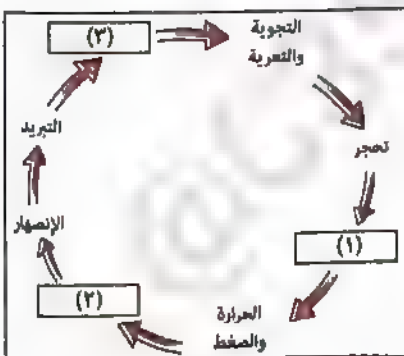 (٣)
التجوية
والتعرية
تحجر
(١)
الحرارة
والضغط
(٢)
الإنصهار
التبريد